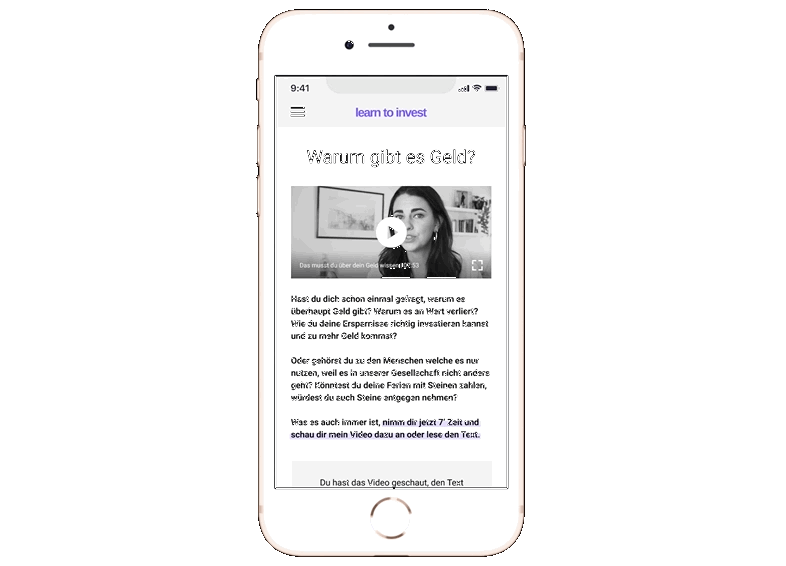 9:41
learn to invest
Warum gibt es Geld?
Das musst du über dein Geld wissen
Hast du dich schon einmal gefragt, warum es
überhaupt Geld gibt? Warum es an Wert verliert?
Wie du deine Ersparnisse richtig investieren kannst
und zu mehr Geld kommst?
Oder gehörst du zu den Menschen welche es nur
nutzen, weil es in unserer Gesellschaft nicht anders
geht? Könntest du deine Ferien mit Steinen zahlen,
würdest du auch Steine entgegen nehmen?
Was es auch immer ist, nimm dir jetzt 7' Zeit und
schau dir mein Video dazu an oder lese den Text.
Du hast das Video geschaut, den Text